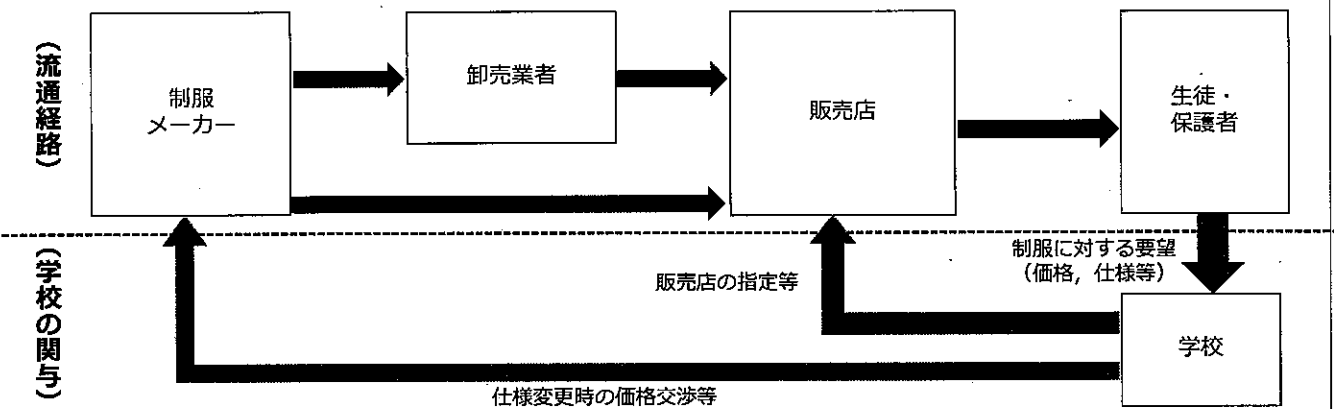 （流通経路）
制服
メーカー
卸売業者
販売店
生徒・
保護者
（学校の関与）
制服に対する要望
（価格，仕様等）
販売店の指定等
学校
仕様変更時の価格交渉等